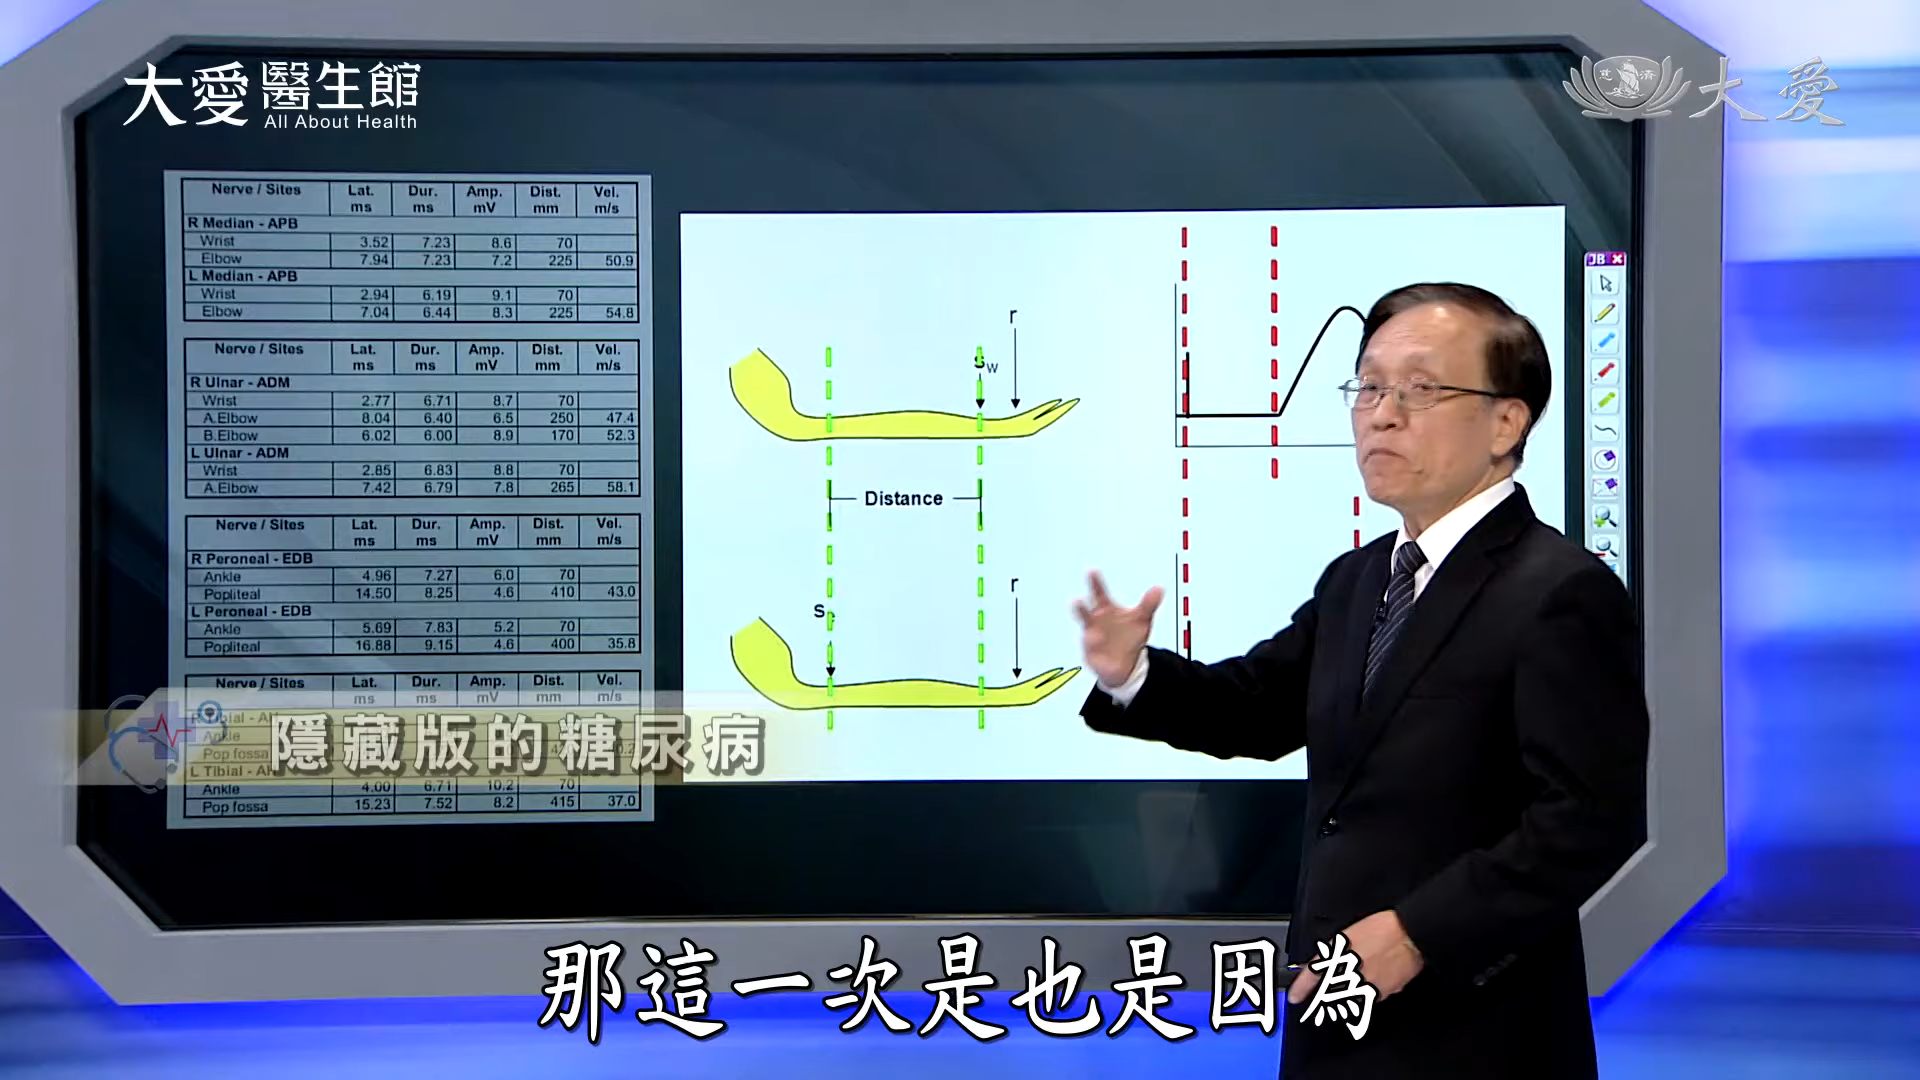 大愛醫生館
All About Health
慈濟
大愛
Nerve / Sites Lat. ms Dur. ms Amp. mV Dist. mm Vel. m/s
R Median - APB
Wrist 3.52 7.23 8.6 70
Elbow 7.94 7.23 7.2 225 50.9
L Median - APB
Wrist 2.94 6.19 9.1 70
Elbow 7.04 6.44 8.3 225 54.8
Nerve / Sites Lat. ms Dur. ms Amp. mV Dist. mm Vel. m/s
R Ulnar - ADM
Wrist 2.77 6.71 8.7 70
A.Elbow 8.04 6.40 6.5 250 47.4
B.Elbow 6.02 6.00 8.9 170 52.3
L Ulnar - ADM
Wrist 2.85 6.83 8.8 70
A.Elbow 7.42 6.79 7.8 265 58.1
Nerve / Sites Lat. ms Dur. ms Amp. mV Dist. mm Vel. m/s
R Peroneal - EDB
Ankle 4.96 7.27 6.0 70
Popliteal 14.50 8.25 4.6 410 43.0
L Peroneal - EDB
Ankle 5.69 7.83 5.2 70
Popliteal 16.88 9.15 4.6 400 35.8
Nerve / Sites Lat. ms Dur. ms Amp. mV Dist. mm Vel. m/s
Ankle
Pop fossa
L Tibial -
Ankle 4.00 6.71 10.2 70
Pop fossa 15.23 7.52 8.2 415 37.0
r
sw
Distance
r
s
JB
隱藏版的糖尿病
那這一次是也是因為